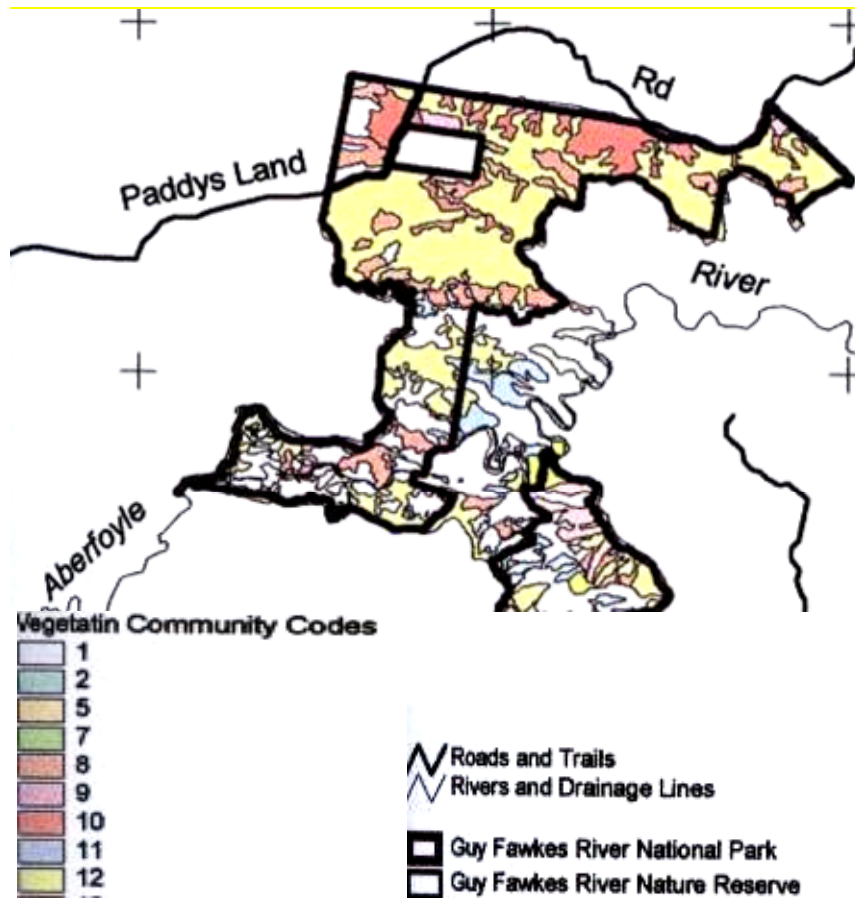 Rd
Paddys Land
River
Aberfoyle
Vegetatin Community Codes
1
2
5
7
8
9
10
11
12
Roads and Trails
Rivers and Drainage Lines
Guy Fawkes River National Park
Guy Fawkes River Nature Reserve